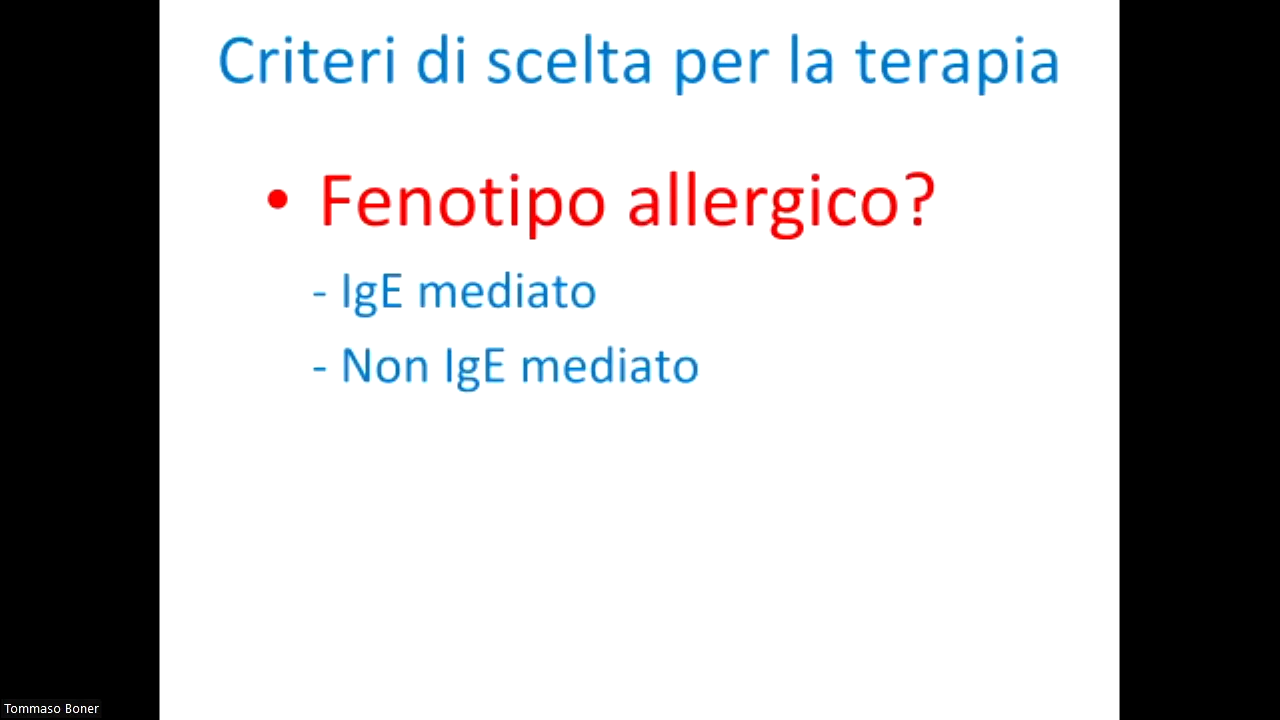 Criteri di scelta per la terapia
• Fenotipo allergico?
- IgE mediato
- Non IgE mediato
Tommaso Boner